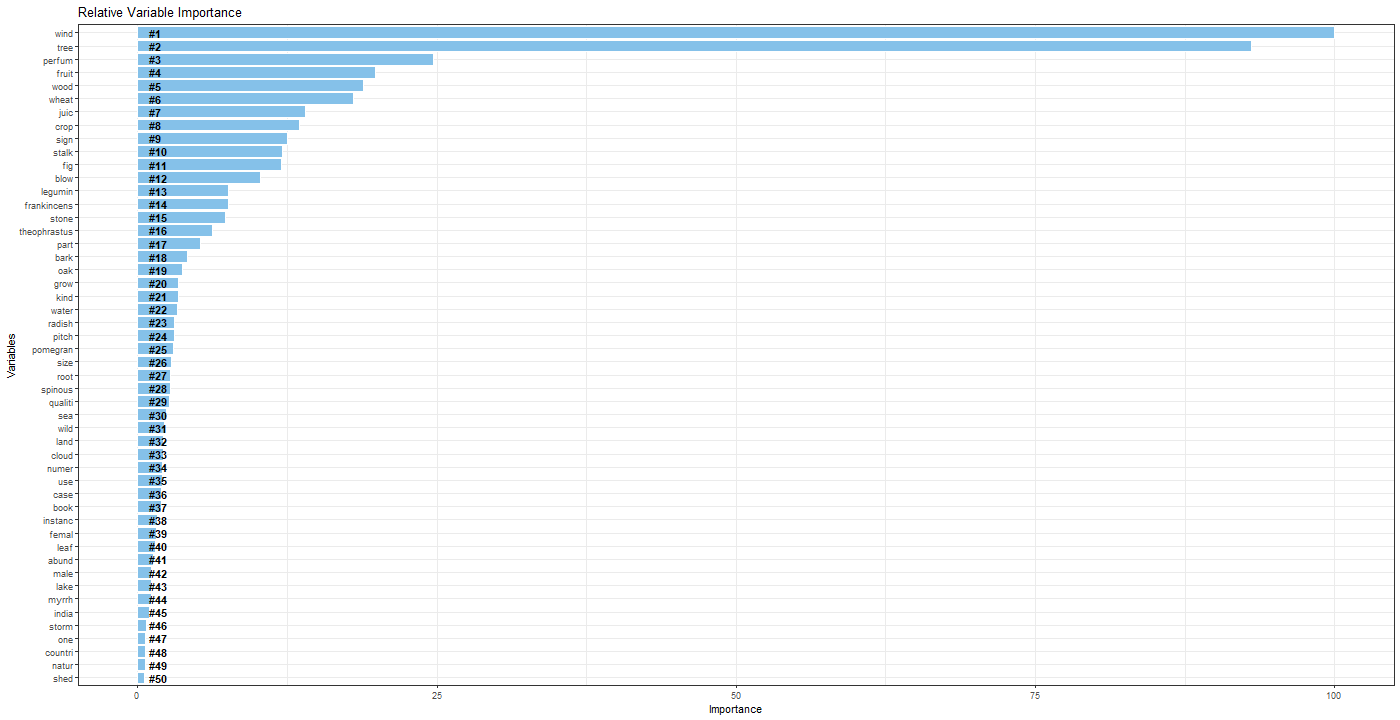 Relative Variable Importance
wind #1
tree #2
perfum #3
fruit #4
wood #5
wheat #6
juic #7
crop #8
sign #9
stalk #10
fig #11
blow #12
legumin #13
frankincens #14
stone #15
theophrastus #16
part #17
bark #18
oak #19
grow #20
kind #21
water #22
radish #23
pitch #24
pomegran #25
size #26
root #27
spinous #28
qualiti #29
sea #30
wild #31
land #32
cloud #33
numer #34
use #35
case #36
book #37
instanc #38
femal #39
leaf #40
abund #41
male #42
lake #43
myrrh #44
india #45
storm #46
one #47
countri #48
natur #49
shed #50
Variables
0 25 50 75 100
Importance